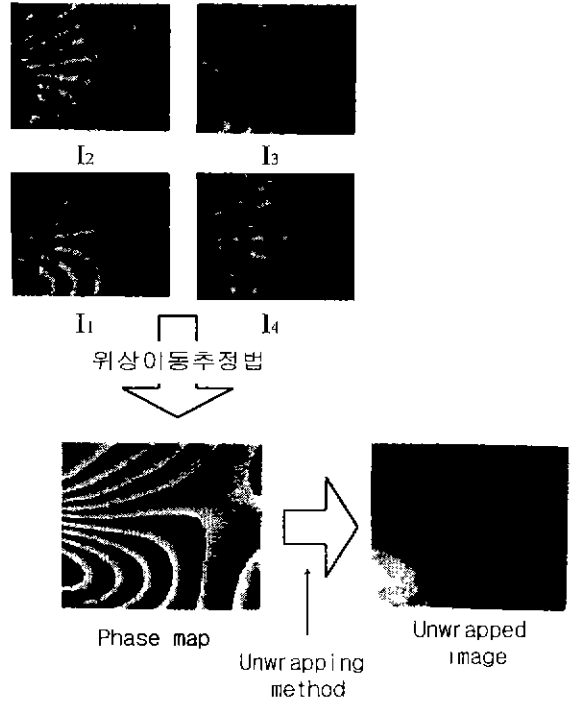 I₂ I₃
I₁ I₄
위상이동추정법
Phase map
Unwrapped
image
Unwrapping
method